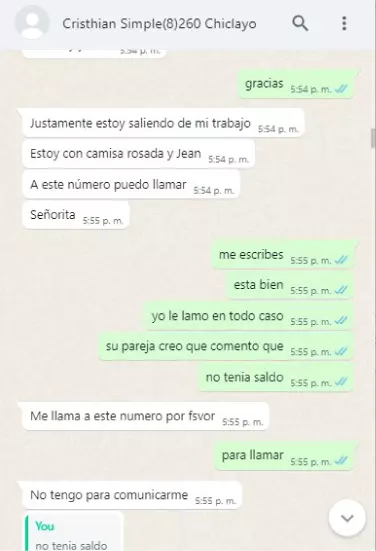 Cristhian Simple(8)260 Chiclayo
5:54 p. m.
gracias 5:54 p. m.
Justamente estoy saliendo de mi trabajo 5:54 p. m.
Estoy con camisa rosada y Jean 5:54 p. m.
A este número puedo llamar 5:54 p. m.
Señorita 5:55 p. m.
me escribes 5:55 p. m.
esta bien 5:55 p. m.
yo le lamo en todo caso 5:55 p. m.
su pareja creo que comento que 5:55 p. m.
no tenia saldo 5:55 p. m.
Me llama a este numero por fsvor 5:55 p. m.
para llamar 5:55 p. m.
No tengo para comunicarme 5:55 p. m.
You
no tenia saldo